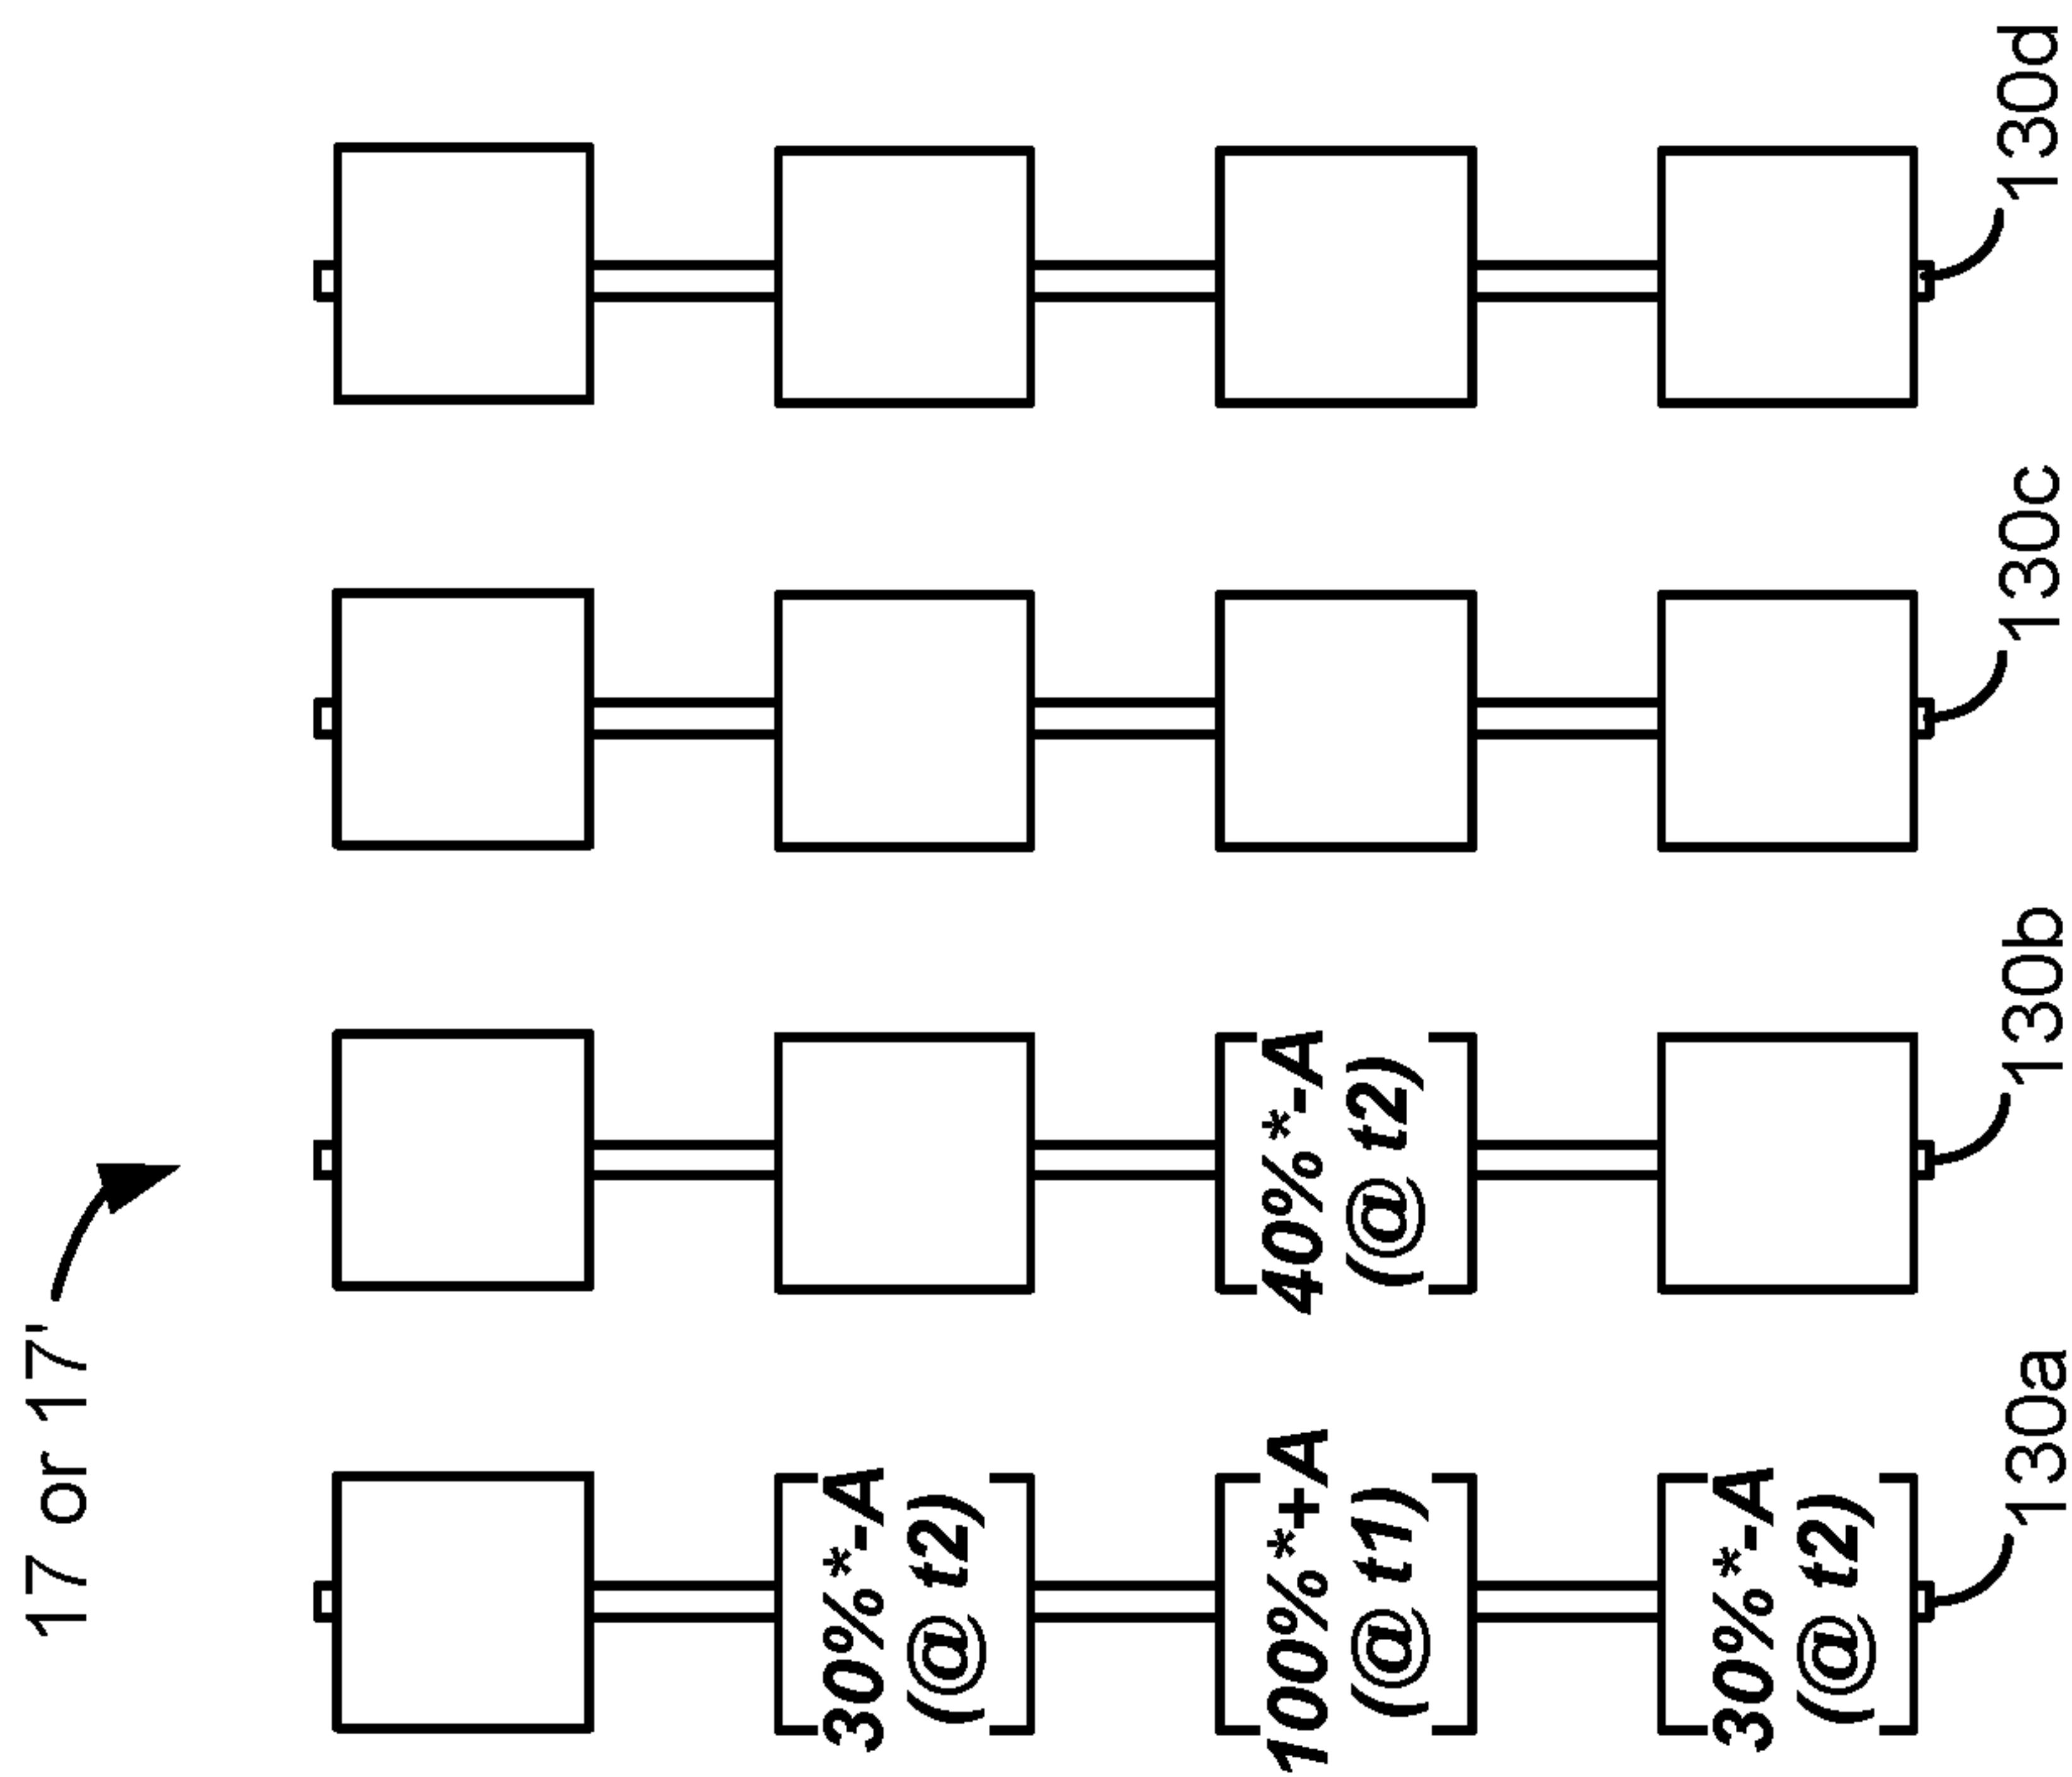 17 or 17'
30%*-A
(@ t2)
100%*+A
(@ t1)
40%*-A
(@ t2)
30%*-A
(@ t2)
130a
130b
130c
130d